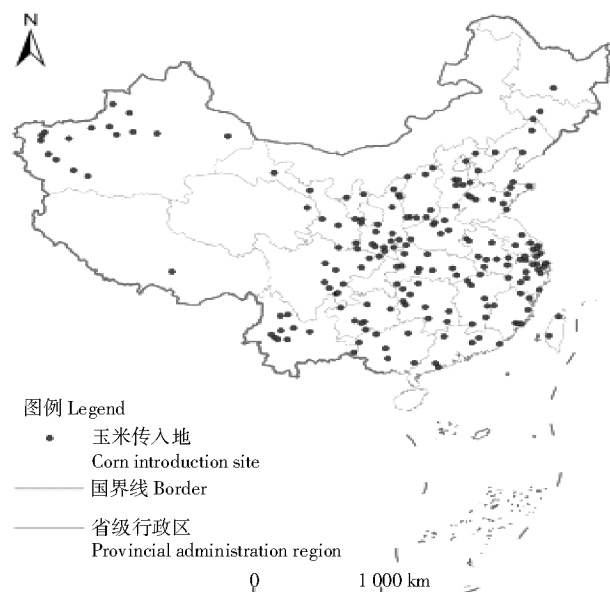 N
图例 Legend
玉米传入地
Corn introduction site
国界线 Border
省级行政区
Provincial administration region
0 1 000 km